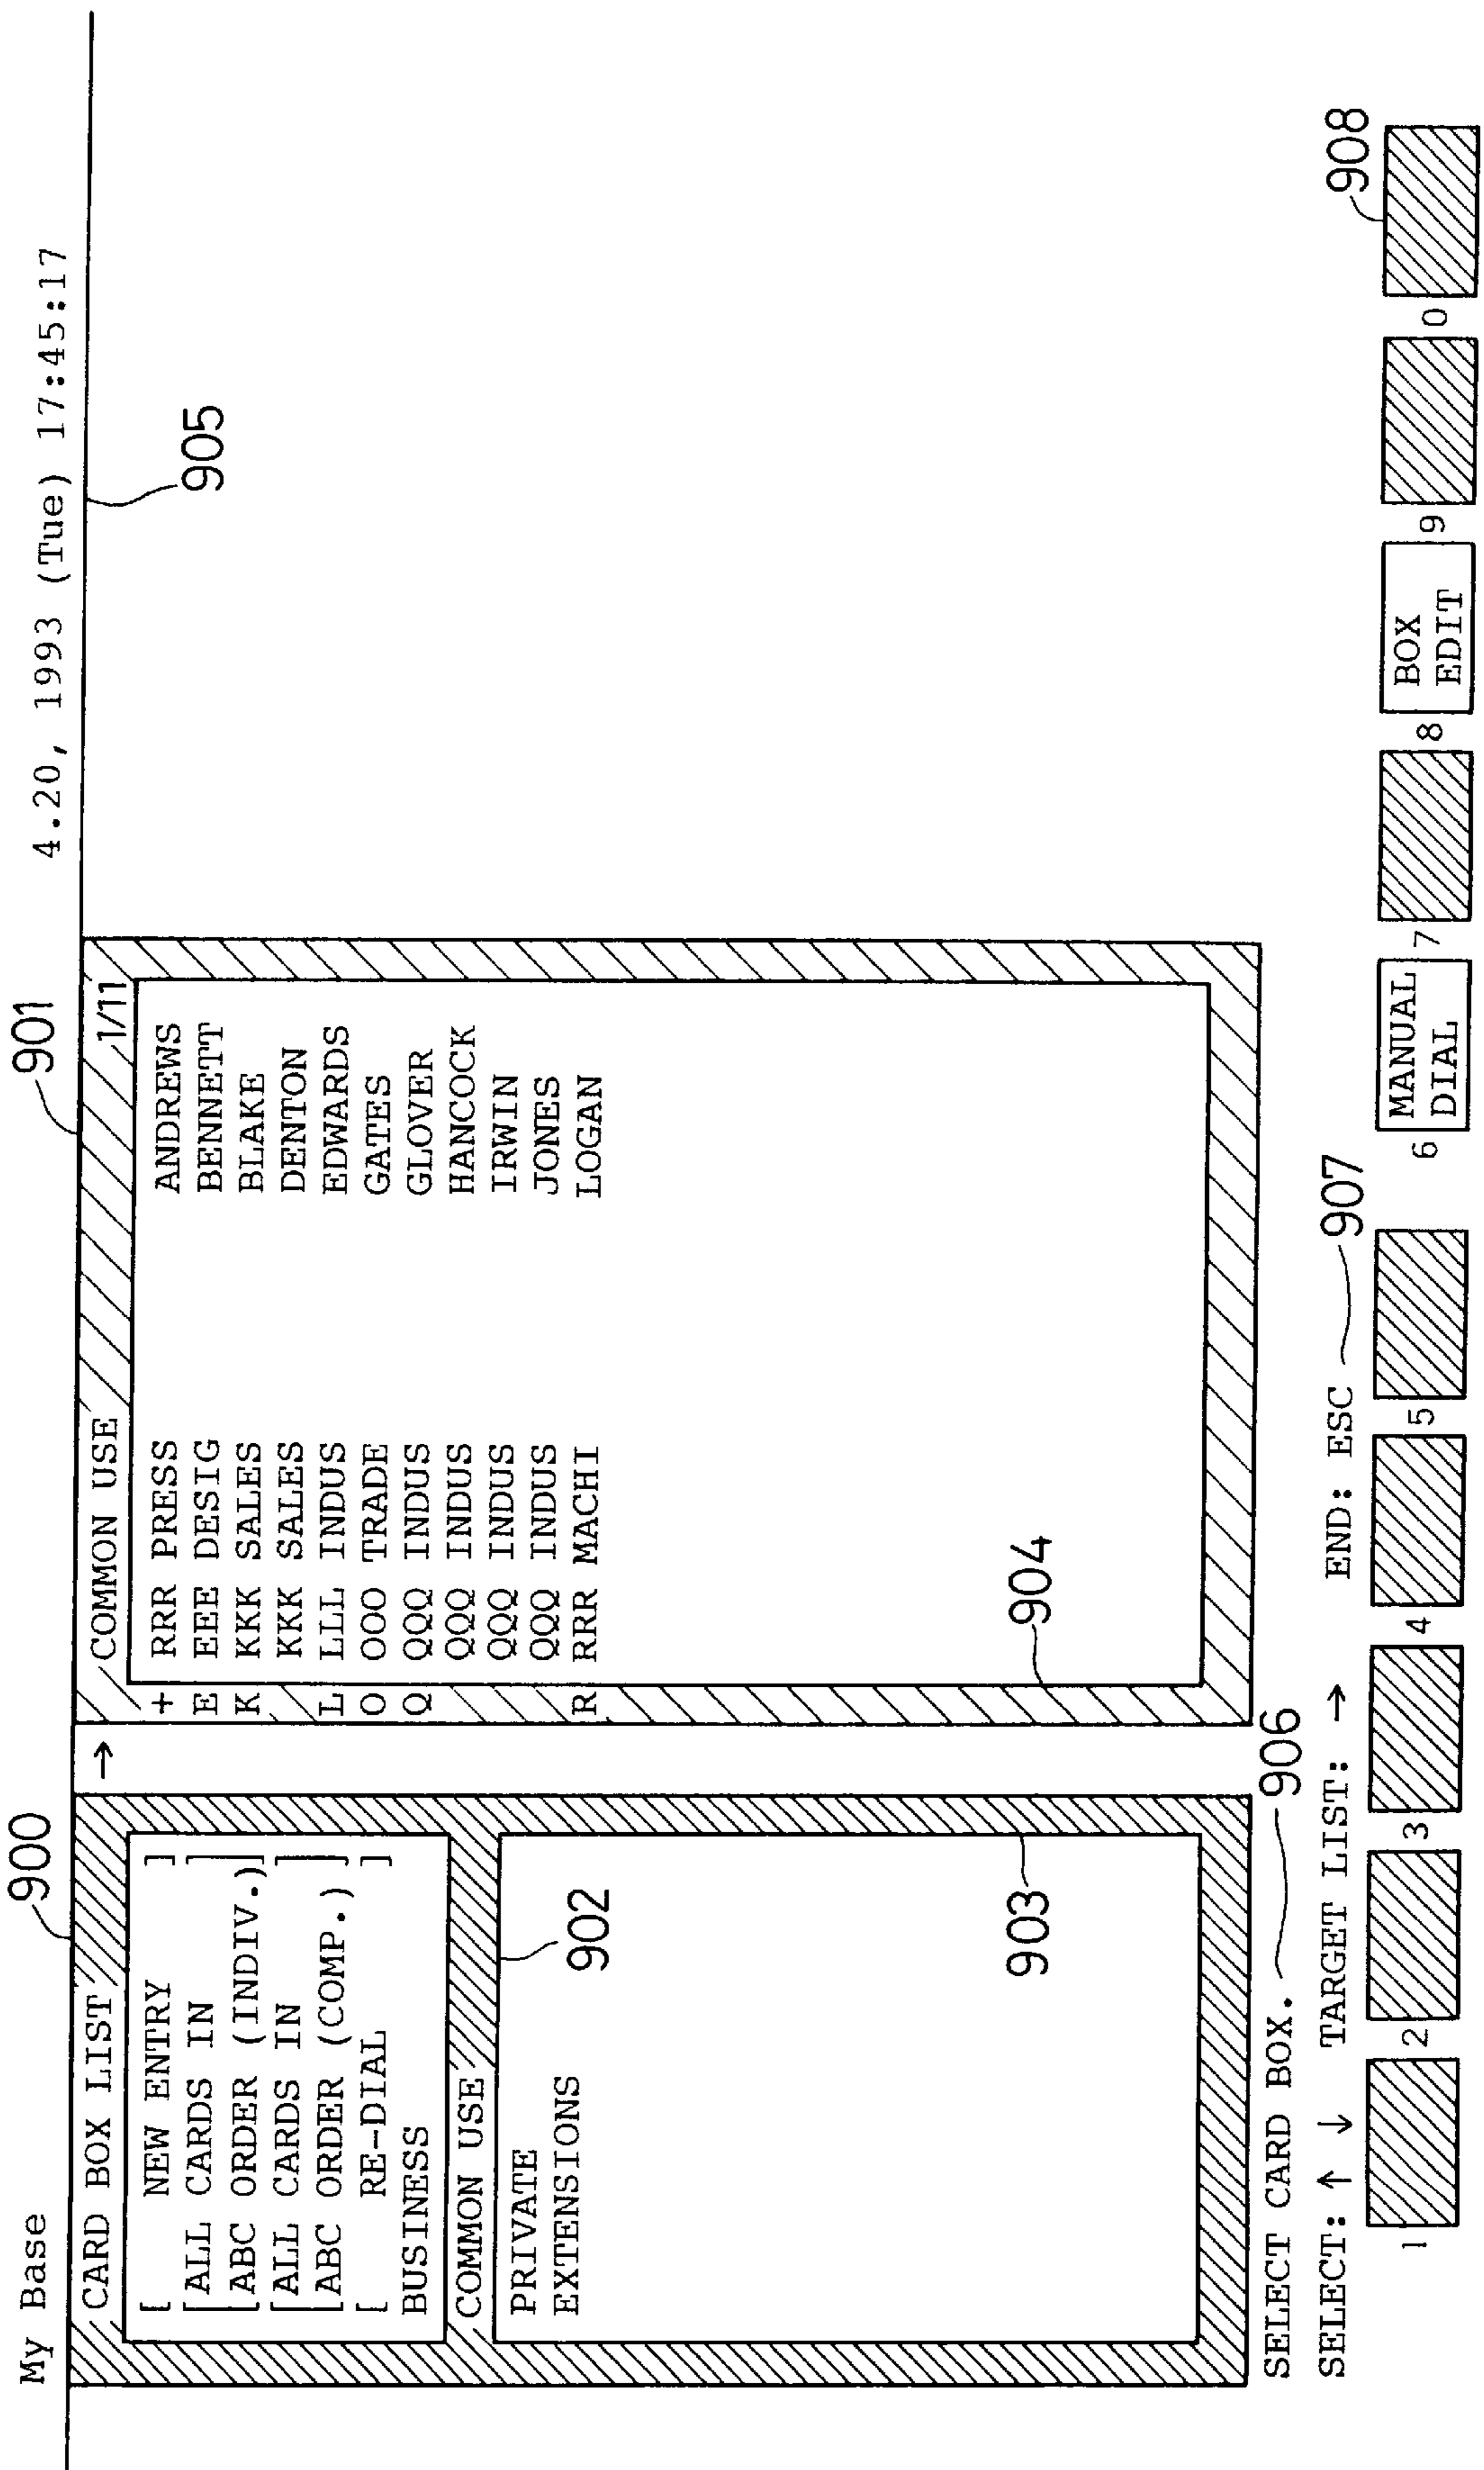 My Base
4.20, 1993 (Tue) 17:45:17
900
901
CARD BOX LIST
→
COMMON USE
1/11
[ NEW ENTRY ]
[ALL CARDS IN ]
[ABC ORDER (INDIV.)]
[ALL CARDS IN ]
[ABC ORDER (COMP.)]
[ RE-DIAL ]
BUSINESS
COMMON USE
PRIVATE
EXTENSIONS
902
903
+ RRR PRESS ANDREWS
E EEE DESIG BENNETT
K KKK SALES BLAKE
KKK SALES DENTON
L LLL INDUS EDWARDS
O OOO TRADE GATES
Q QQQ INDUS GLOVER
QQQ INDUS HANCOCK
QQQ INDUS IRWIN
QQQ INDUS JONES
R RRR MACHI LOGAN
904
905
SELECT CARD BOX.
906
SELECT: ↑ ↓ TARGET LIST: → END: ESC
907
908
1
2
3
4
5
6 MANUAL
DIAL
7
8 BOX
EDIT
9
0